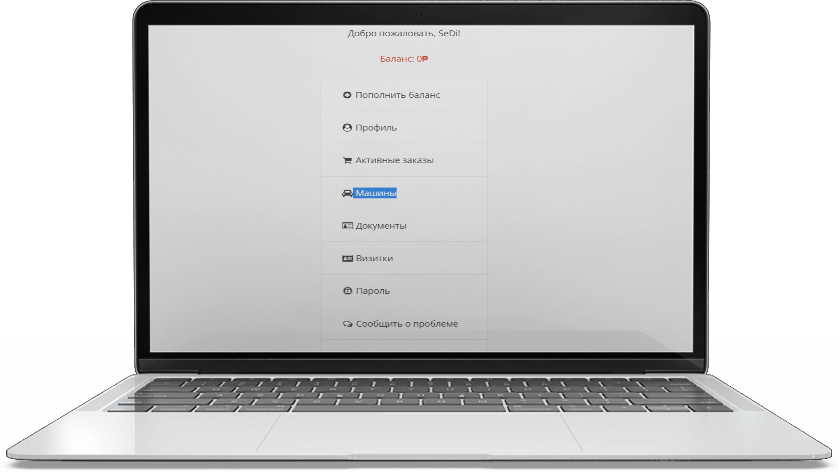 Добро пожаловать, SeDi!
Баланс: 0₽
Пополнить баланс
Профиль
Активные заказы
Машины
Документы
Визитки
Пароль
Сообщить о проблеме